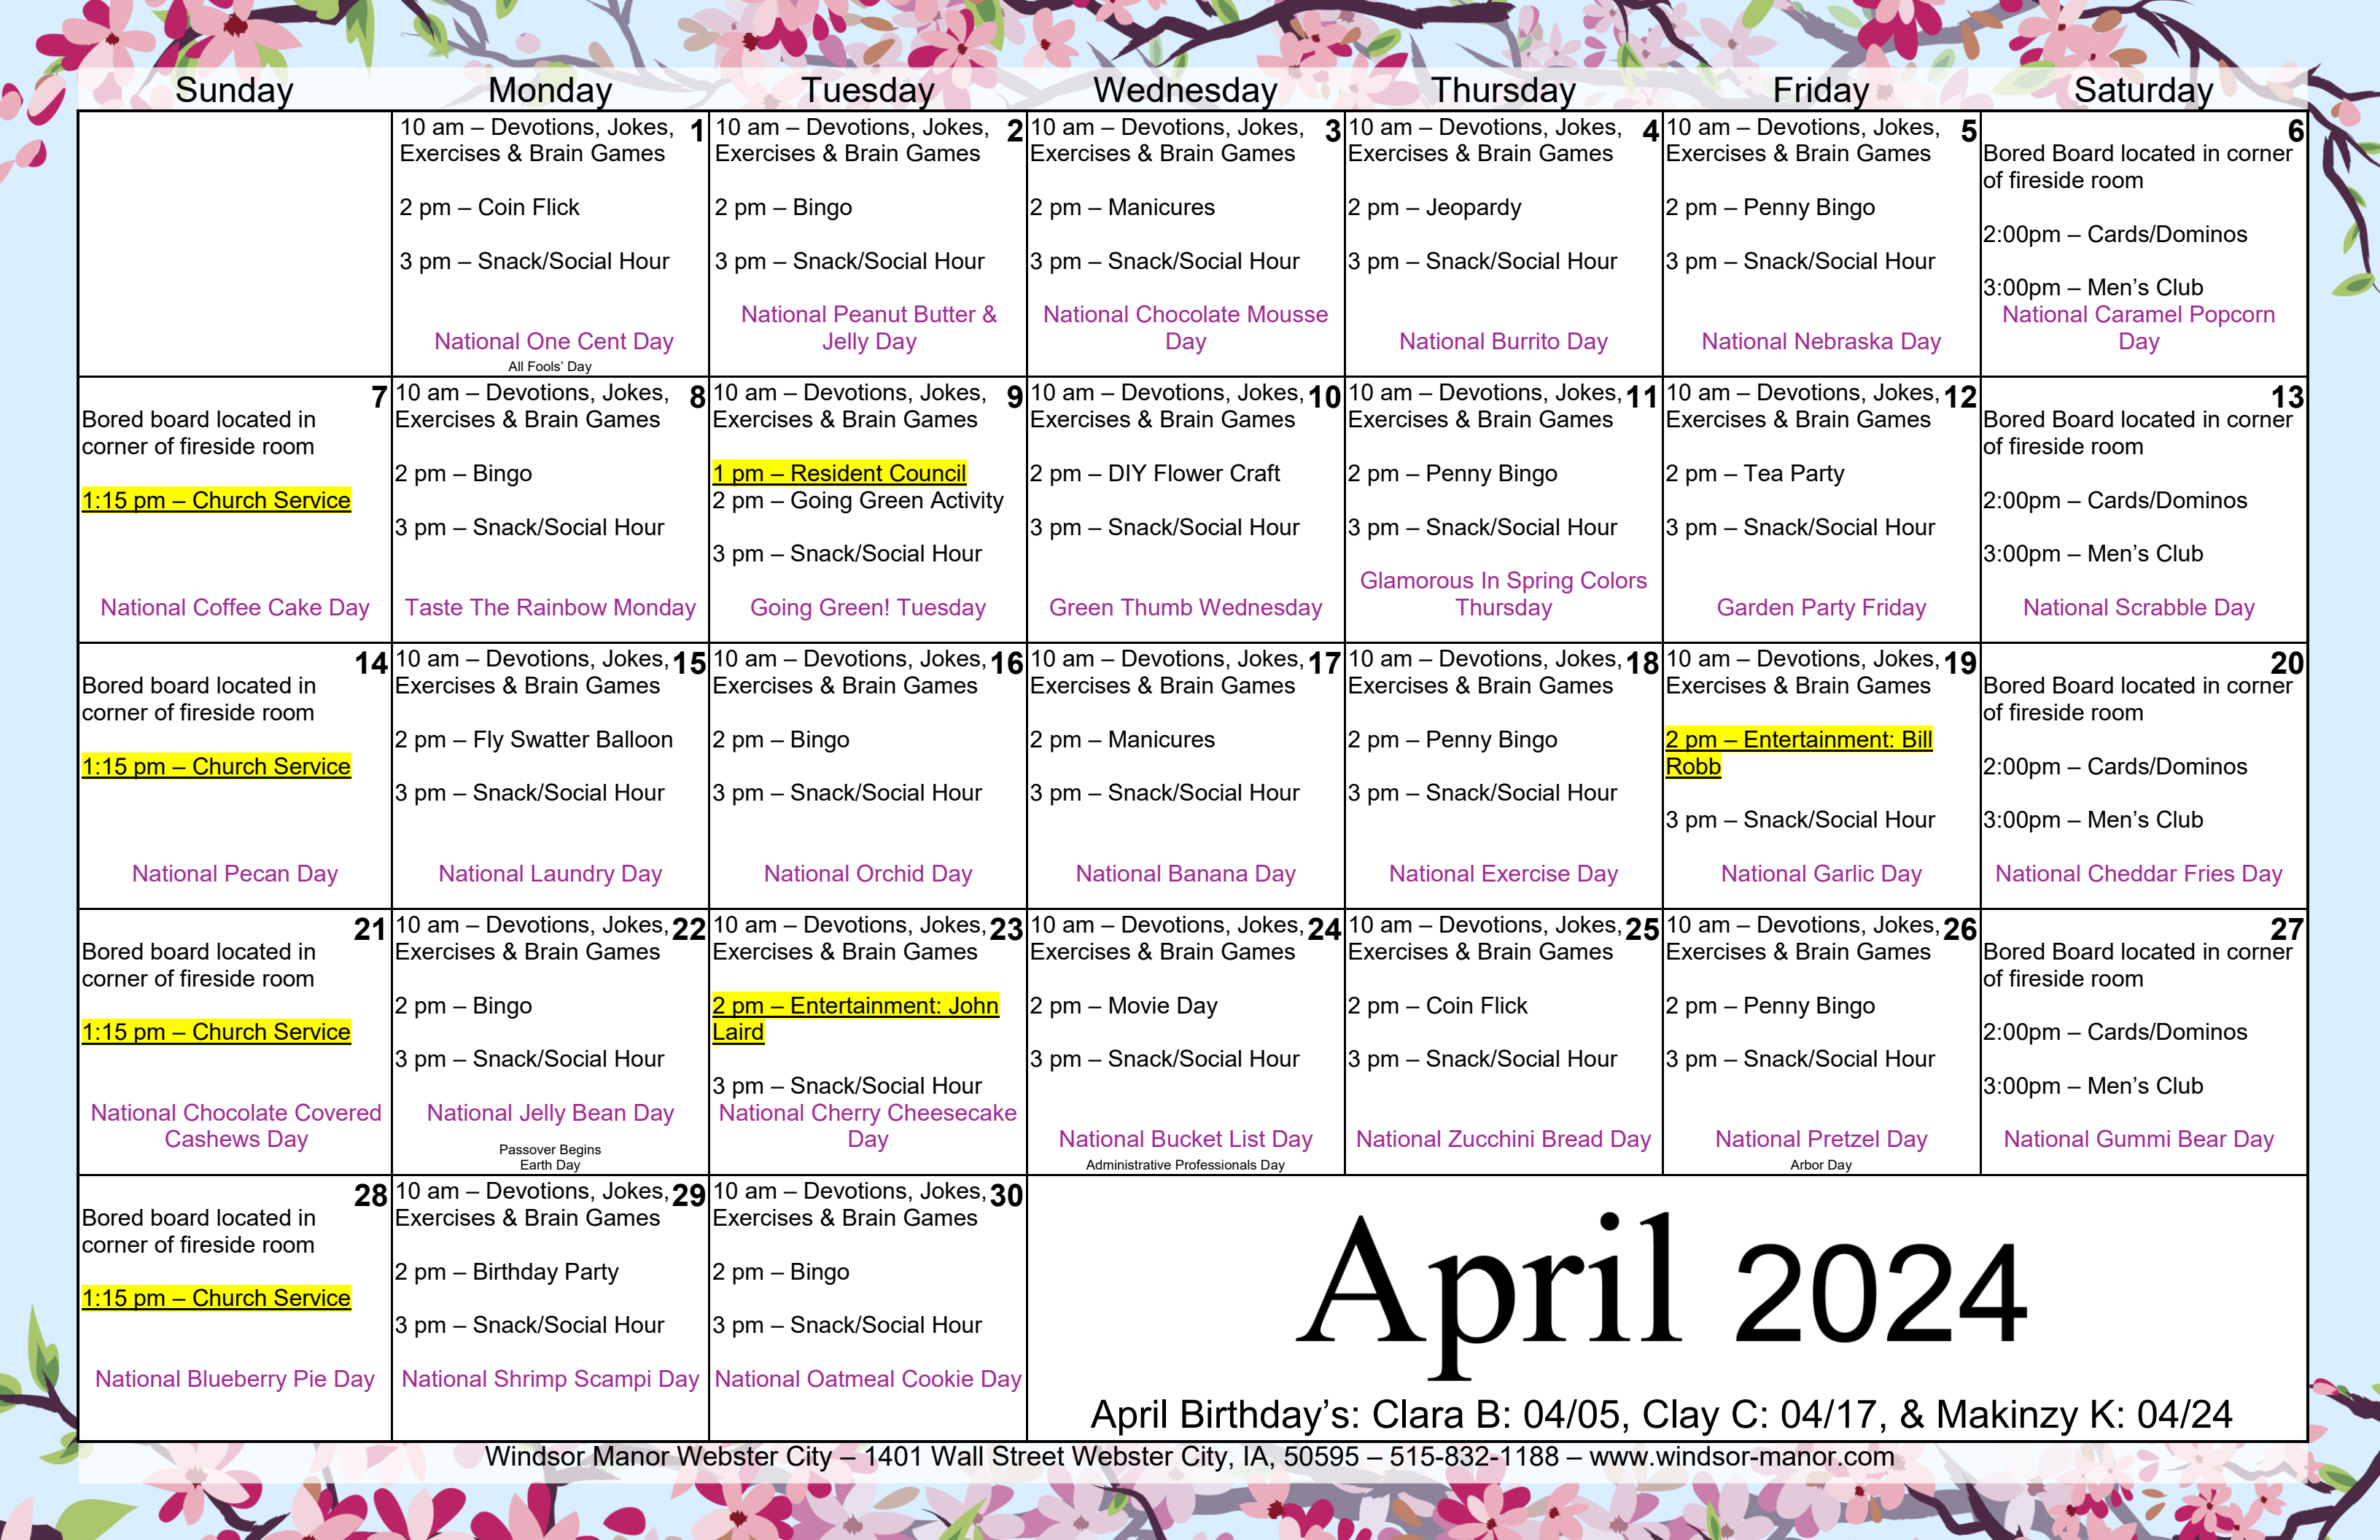 Sunday Monday Tuesday Wednesday Thursday Friday Saturday
1
10 am – Devotions, Jokes,
Exercises & Brain Games
2 pm – Coin Flick
3 pm – Snack/Social Hour
National One Cent Day
All Fools’ Day
2
10 am – Devotions, Jokes,
Exercises & Brain Games
2 pm – Bingo
3 pm – Snack/Social Hour
National Peanut Butter &
Jelly Day
3
10 am – Devotions, Jokes,
Exercises & Brain Games
2 pm – Manicures
3 pm – Snack/Social Hour
National Chocolate Mousse
Day
4
10 am – Devotions, Jokes,
Exercises & Brain Games
2 pm – Jeopardy
3 pm – Snack/Social Hour
National Burrito Day
5
10 am – Devotions, Jokes,
Exercises & Brain Games
2 pm – Penny Bingo
3 pm – Snack/Social Hour
National Nebraska Day
6
Bored Board located in corner
of fireside room
2:00pm – Cards/Dominos
3:00pm – Men’s Club
National Caramel Popcorn
Day
7
Bored board located in
corner of fireside room
1:15 pm – Church Service
National Coffee Cake Day
8
10 am – Devotions, Jokes,
Exercises & Brain Games
2 pm – Bingo
3 pm – Snack/Social Hour
Taste The Rainbow Monday
9
10 am – Devotions, Jokes,
Exercises & Brain Games
1 pm – Resident Council
2 pm – Going Green Activity
3 pm – Snack/Social Hour
Going Green! Tuesday
10
10 am – Devotions, Jokes,
Exercises & Brain Games
2 pm – DIY Flower Craft
3 pm – Snack/Social Hour
Green Thumb Wednesday
11
10 am – Devotions, Jokes,
Exercises & Brain Games
2 pm – Penny Bingo
3 pm – Snack/Social Hour
Glamorous In Spring Colors
Thursday
12
10 am – Devotions, Jokes,
Exercises & Brain Games
2 pm – Tea Party
3 pm – Snack/Social Hour
Garden Party Friday
13
Bored Board located in corner
of fireside room
2:00pm – Cards/Dominos
3:00pm – Men’s Club
National Scrabble Day
14
Bored board located in
corner of fireside room
1:15 pm – Church Service
National Pecan Day
15
10 am – Devotions, Jokes,
Exercises & Brain Games
2 pm – Fly Swatter Balloon
3 pm – Snack/Social Hour
National Laundry Day
16
10 am – Devotions, Jokes,
Exercises & Brain Games
2 pm – Bingo
3 pm – Snack/Social Hour
National Orchid Day
17
10 am – Devotions, Jokes,
Exercises & Brain Games
2 pm – Manicures
3 pm – Snack/Social Hour
National Banana Day
18
10 am – Devotions, Jokes,
Exercises & Brain Games
2 pm – Penny Bingo
3 pm – Snack/Social Hour
National Exercise Day
19
10 am – Devotions, Jokes,
Exercises & Brain Games
2 pm – Entertainment: Bill
Robb
3 pm – Snack/Social Hour
National Garlic Day
20
Bored Board located in corner
of fireside room
2:00pm – Cards/Dominos
3:00pm – Men’s Club
National Cheddar Fries Day
21
Bored board located in
corner of fireside room
1:15 pm – Church Service
National Chocolate Covered
Cashews Day
22
10 am – Devotions, Jokes,
Exercises & Brain Games
2 pm – Bingo
3 pm – Snack/Social Hour
National Jelly Bean Day
Passover Begins
Earth Day
23
10 am – Devotions, Jokes,
Exercises & Brain Games
2 pm – Entertainment: John
Laird
3 pm – Snack/Social Hour
National Cherry Cheesecake
Day
24
10 am – Devotions, Jokes,
Exercises & Brain Games
2 pm – Movie Day
3 pm – Snack/Social Hour
National Bucket List Day
Administrative Professionals Day
25
10 am – Devotions, Jokes,
Exercises & Brain Games
2 pm – Coin Flick
3 pm – Snack/Social Hour
National Zucchini Bread Day
26
10 am – Devotions, Jokes,
Exercises & Brain Games
2 pm – Penny Bingo
3 pm – Snack/Social Hour
National Pretzel Day
Arbor Day
27
Bored Board located in corner
of fireside room
2:00pm – Cards/Dominos
3:00pm – Men’s Club
National Gummi Bear Day
28
Bored board located in
corner of fireside room
1:15 pm – Church Service
National Blueberry Pie Day
29
10 am – Devotions, Jokes,
Exercises & Brain Games
2 pm – Birthday Party
3 pm – Snack/Social Hour
National Shrimp Scampi Day
30
10 am – Devotions, Jokes,
Exercises & Brain Games
2 pm – Bingo
3 pm – Snack/Social Hour
National Oatmeal Cookie Day
April 2024
April Birthday’s: Clara B: 04/05, Clay C: 04/17, & Makinzy K: 04/24
Windsor Manor Webster City – 1401 Wall Street Webster City, IA, 50595 – 515-832-1188 – www.windsor-manor.com